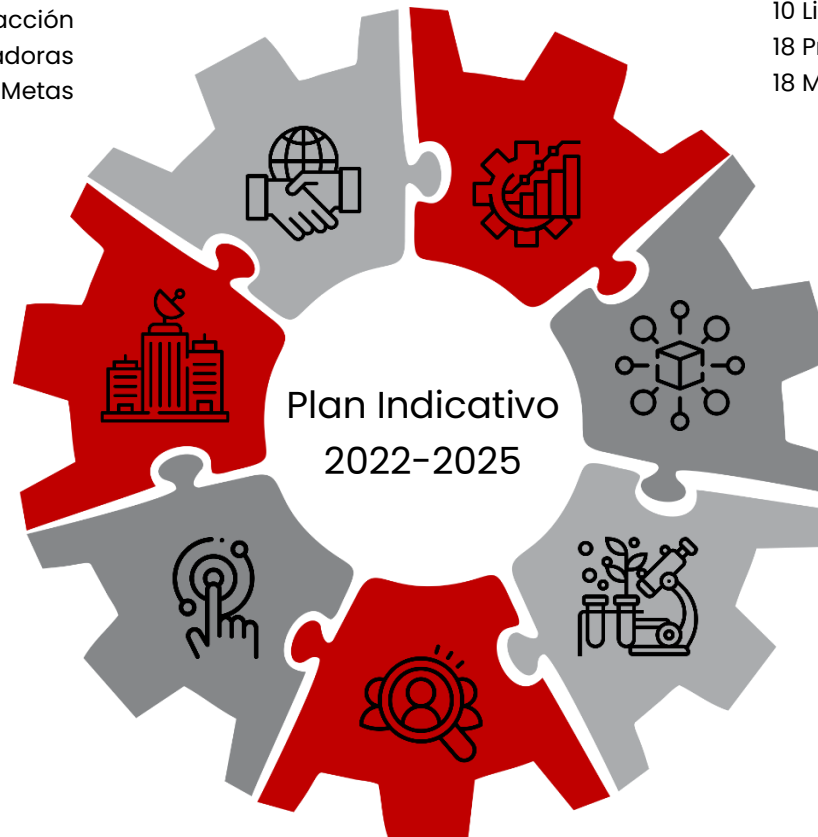 acción
adoras
Metas
10 Li
18 Pr
18 M
Plan Indicativo
2022-2025